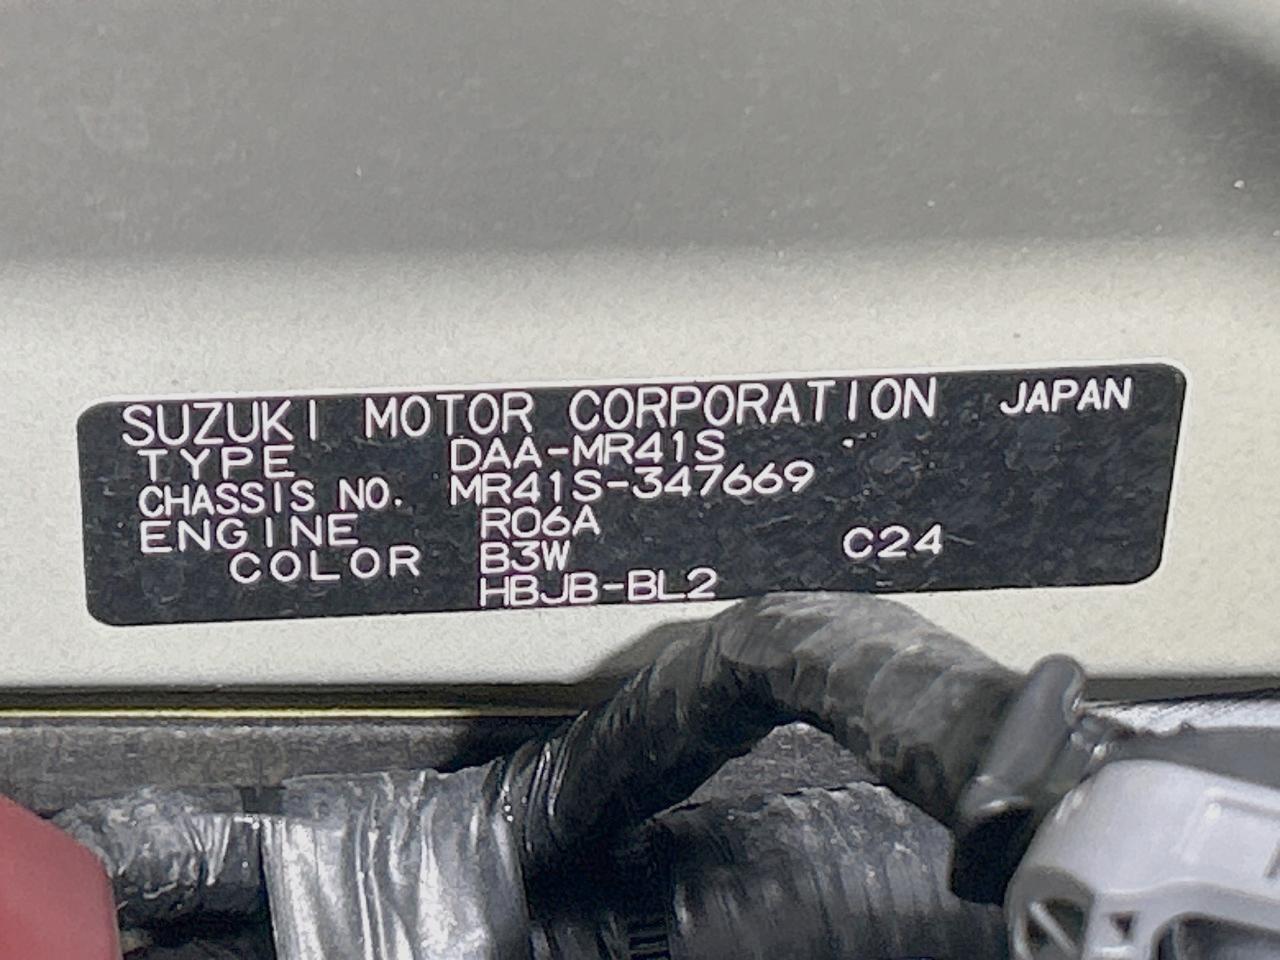 SUZUKI MOTOR CORPORATION JAPAN
TYPE DAA-MR41S
CHASSIS NO. MR41S-347669
ENGINE R06A
COLOR B3W C24
HBJB-BL2